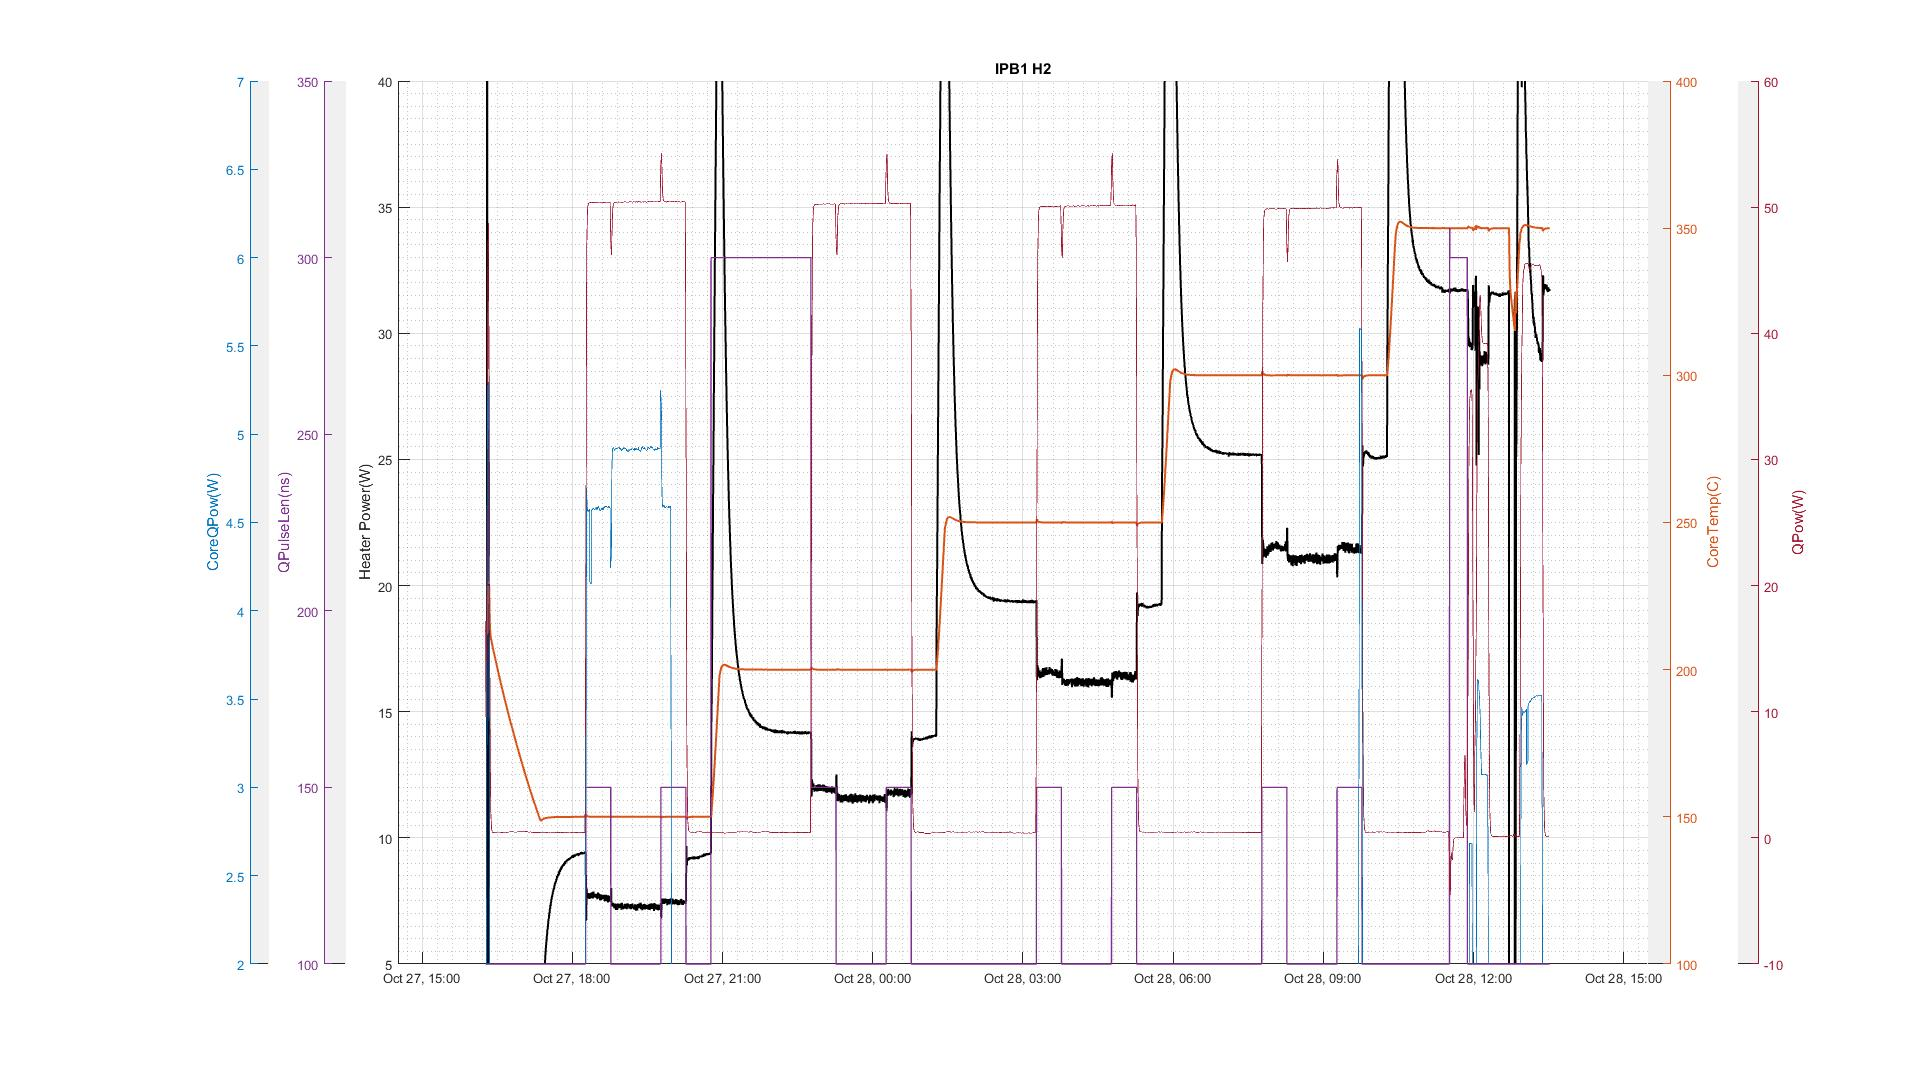 IPB1 H2
7
6.5
6
5.5
5
4.5
4
3.5
3
2.5
2
CoreQPow(W)
350
300
250
200
150
100
QPulseLen(ns)
40
35
30
25
20
15
10
5
Heater Power(W)
400
350
300
250
200
150
100
CoreTemp(C)
60
50
40
30
20
10
0
-10
QPow(W)
Oct 27, 15:00
Oct 27, 18:00
Oct 27, 21:00
Oct 28, 00:00
Oct 28, 03:00
Oct 28, 06:00
Oct 28, 09:00
Oct 28, 12:00
Oct 28, 15:00